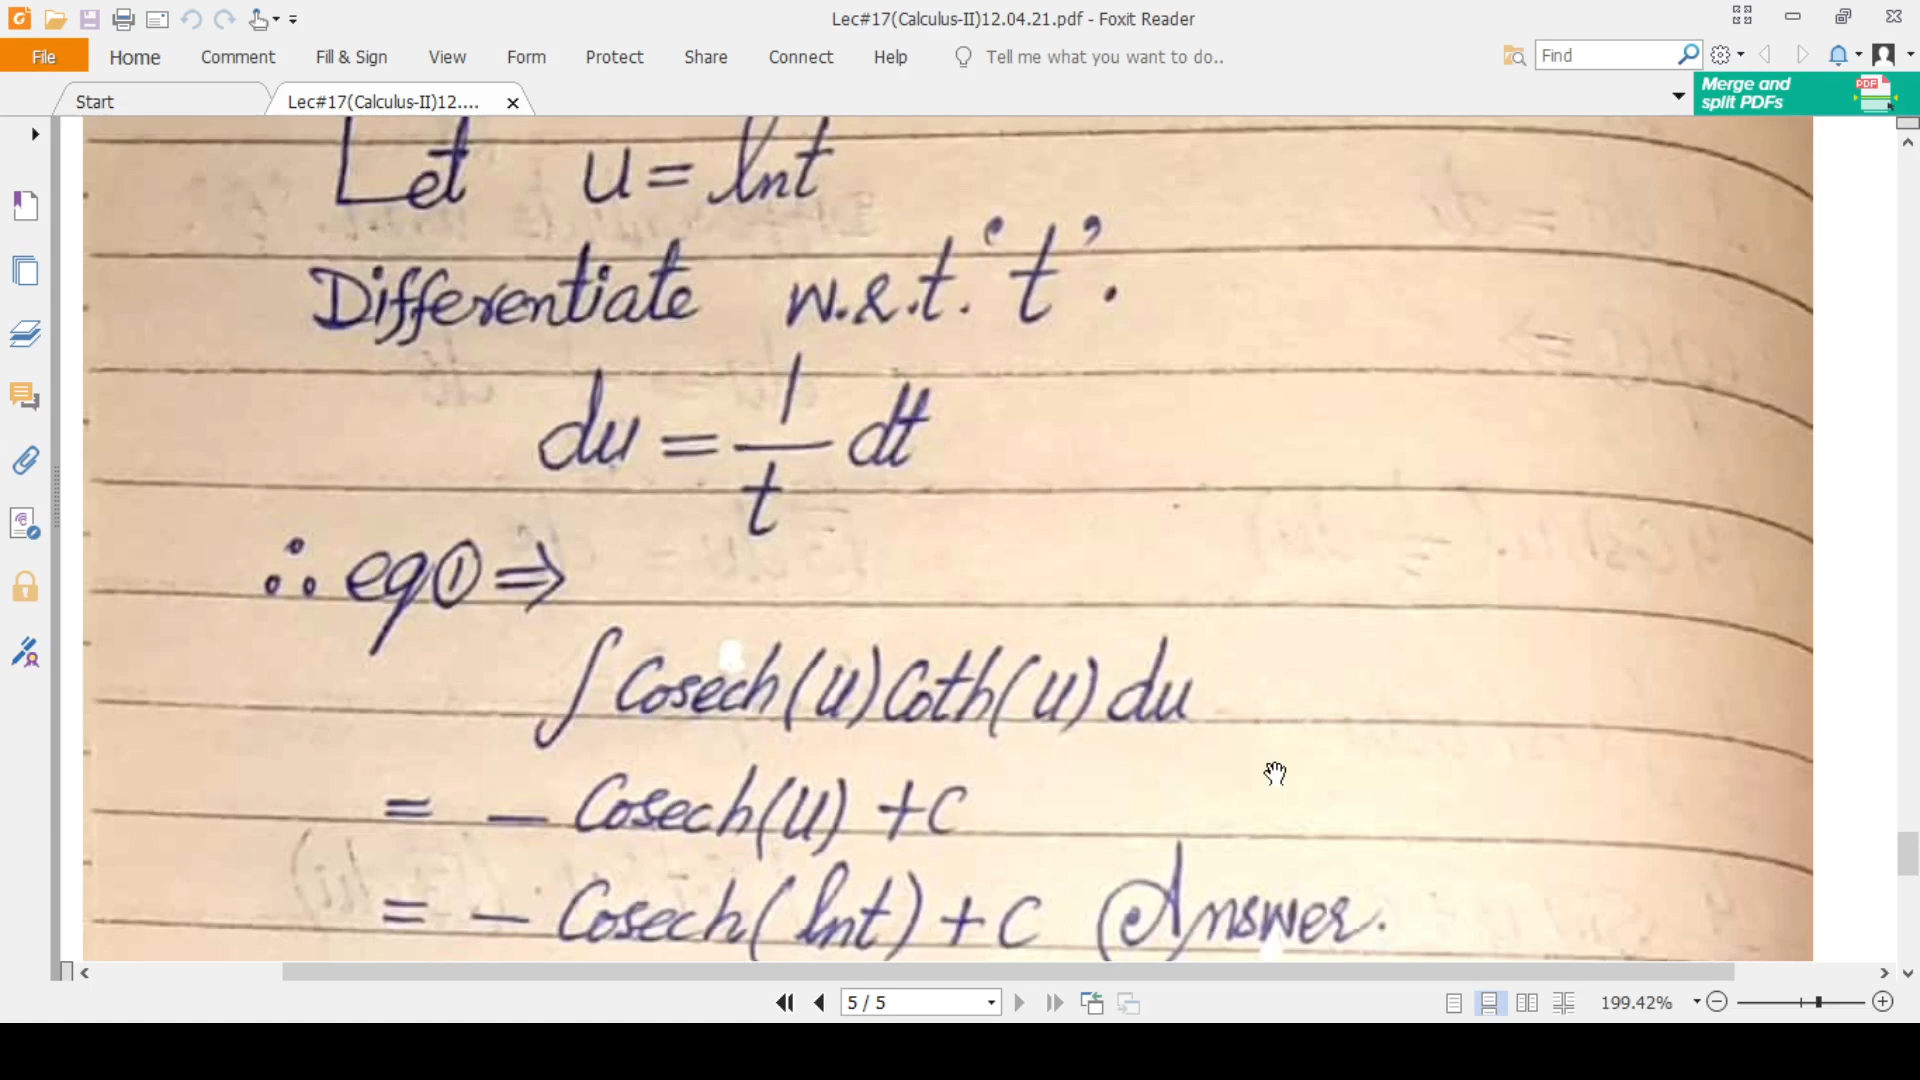 Lec#17(Calculus-II)12.04.21.pdf - Foxit Reader
File Home Comment Fill & Sign View Form Protect Share Connect Help Tell me what you want to do.. Find
Start Lec#17(Calculus-II)12.... Merge and
split PDFs
PDF
Let u = lnt
Differentiate w.r.t. ‘t’.
du = 1/t dt
∴ eq① ⇒
∫ Cosech(u) Coth(u) du
= - Cosech(u) + C
= - Cosech(lnt) + C Answer.
5 / 5 199.42%